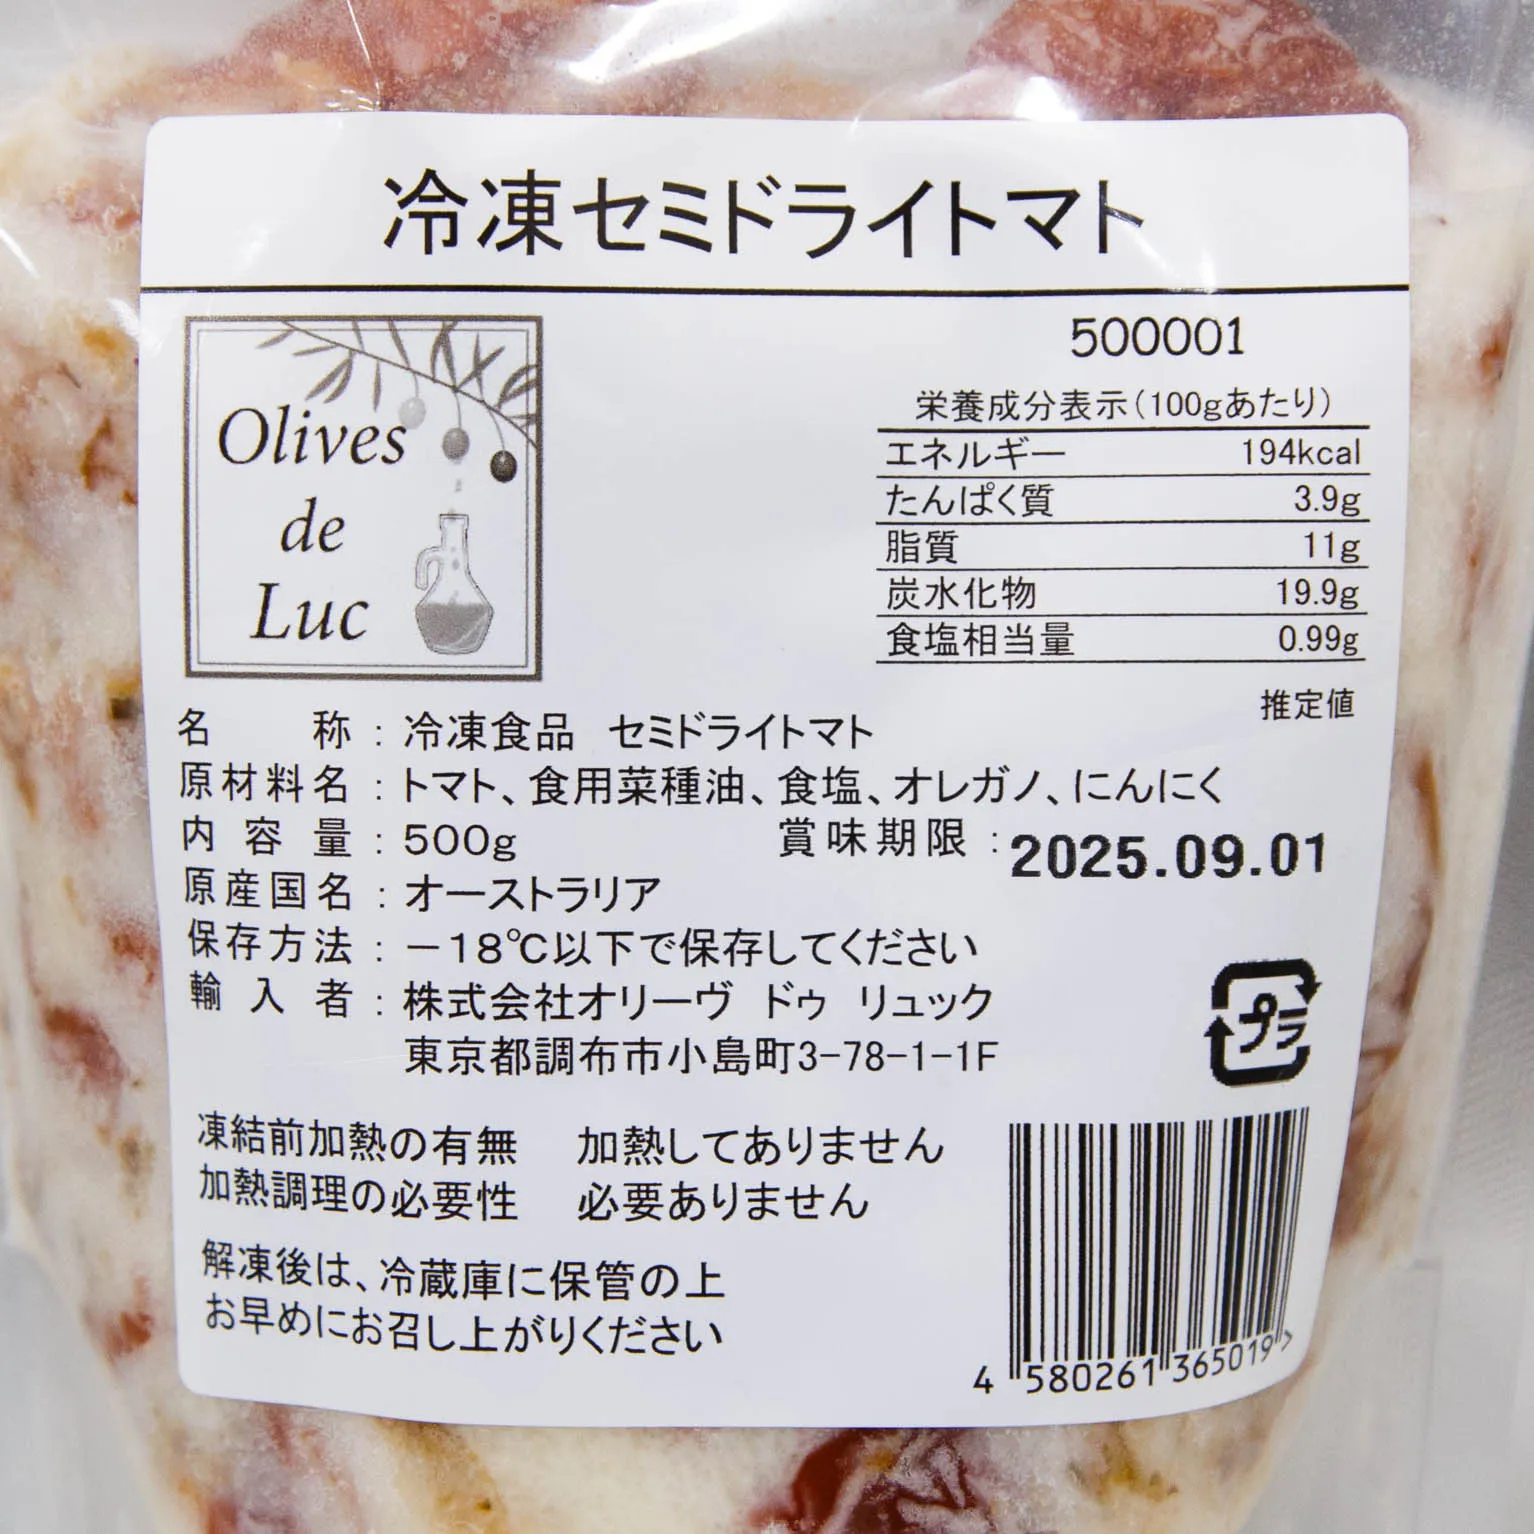 冷凍セミドライトマト
Olives
de
Luc
500001
栄養成分表示(100gあたり)
エネルギー 194kcal
たんぱく質 3.9g
脂質 11g
炭水化物 19.9g
食塩相当量 0.99g
推定値
名称:冷凍食品 セミドライトマト
原材料名:トマト、食用菜種油、食塩、オレガノ、にんにく
内容量:500g 賞味期限:2025.09.01
原産国名:オーストラリア
保存方法:−18℃以下で保存してください
輸入者:株式会社オリーヴ ドゥ リュック
東京都調布市小島町3-78-1-1F
プラ
凍結前加熱の有無 加熱してありません
加熱調理の必要性 必要ありません
解凍後は、冷蔵庫に保管の上
お早めにお召し上がりください
4 580261 365019 >